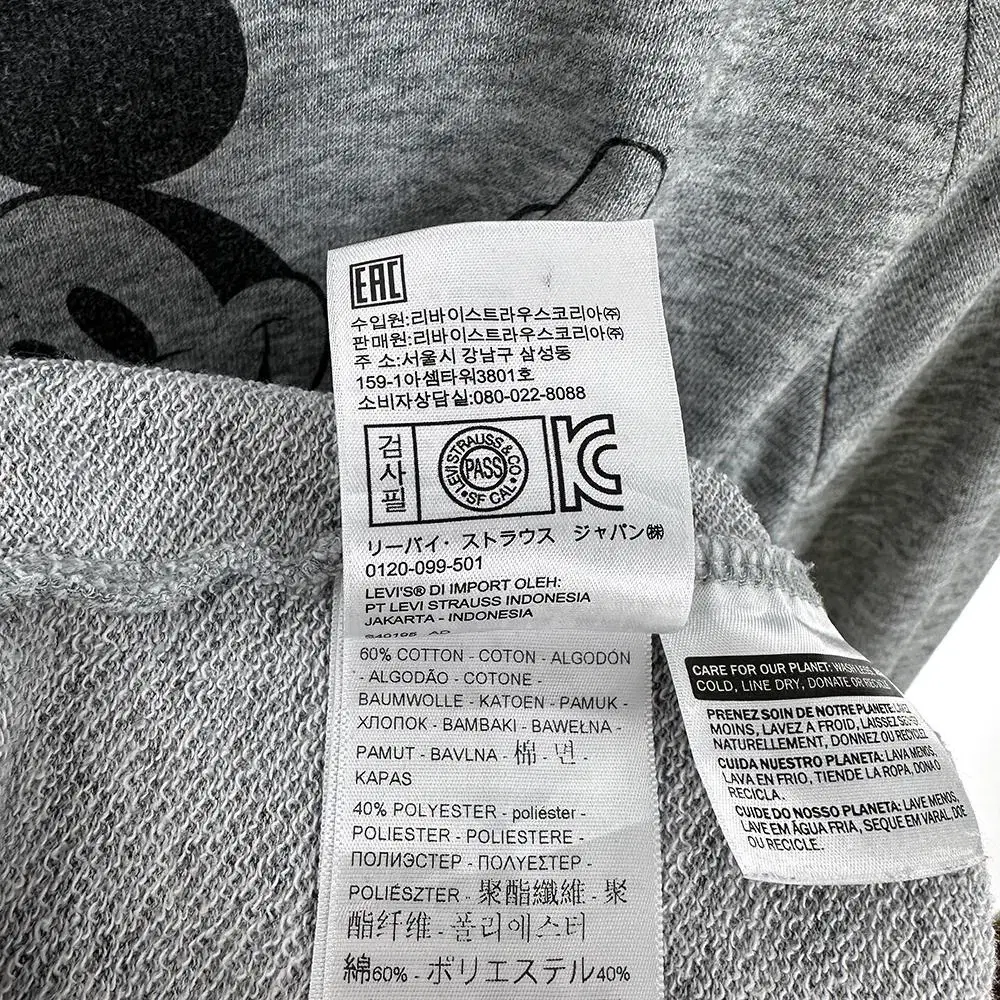 EAC
수입원:리바이스트라우스코리아㈜
판매원:리바이스트라우스코리아㈜
주 소:서울시 강남구 삼성동
159-1아셈타워3801호
소비자상담실:080-022-8088
검사필
LEVI STRAUSS & CO
PASS
SF CAL
KC
リーバイ・ストラウス ジャパン㈱
0120-099-501
LEVI'S® DI IMPORT OLEH:
PT LEVI STRAUSS INDONESIA
JAKARTA - INDONESIA
60% COTTON - COTON - ALGODÓN
- ALGODÃO - COTONE -
BAUMWOLLE - KATOEN - PAMUK -
ХЛОПОК - BAMBAKI - BAWEŁNA -
PAMUT - BAVLNA - 棉 - 면 -
KAPAS
40% POLYESTER - poliéster -
POLIESTER - POLIESTERE -
ПОЛИЭСТЕР - ΠΟΛΥΕΣΤΕΡ -
POLIÉSZTER - 聚酯纖維 - 聚
酯纤维 - 폴리에스터
綿60% - ポリエステル40%
CARE FOR OUR PLANET: WASH LESS
COLD, LINE DRY, DONATE OR RECYCLE
PRENEZ SOIN DE NOTRE PLANETE:
MOINS, LAVEZ A FROID, LAISSEZ
NATURELLEMENT, DONNEZ OU RECYCLEZ
CUIDA NUESTRO PLANETA: LAVA MENOS,
LAVA EN FRIO, TIENDE LA ROPA, DONA O
RECICLA.
CUIDE DO NOSSO PLANETA: LAVE MENOS,
LAVE EM ÁGUA FRIA, SEQUE EM VARAL, DOE
OU RECICLE.